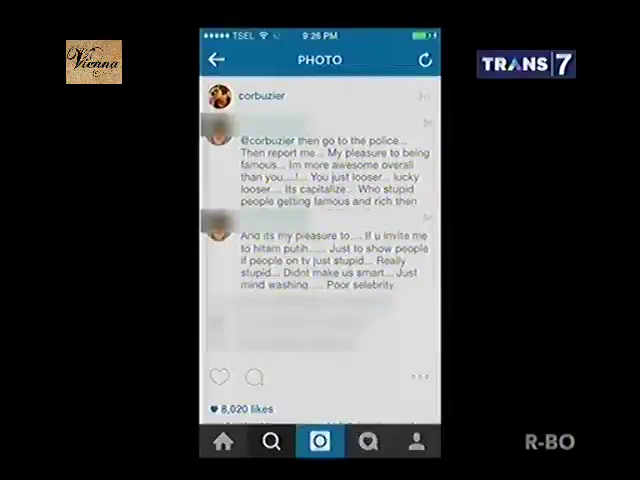 TSEL
9:26 PM
Vienna
PHOTO
TRANS 7
corbuzier
@corbuzier then go to the police...
Then report me... My pleasure to being
famous... Im more awesome overall
than you....!... You just looser... lucky
looser.... Its capitalize... Who stupid
people getting famous and rich then
And its my pleasure to.... If u invite me
to hitam putih..... Just to show people
if people on tv just stupid... Really
stupid... Didnt make us smart... Just
mind washing.... Poor selebrity.
8,020 likes
R-BO